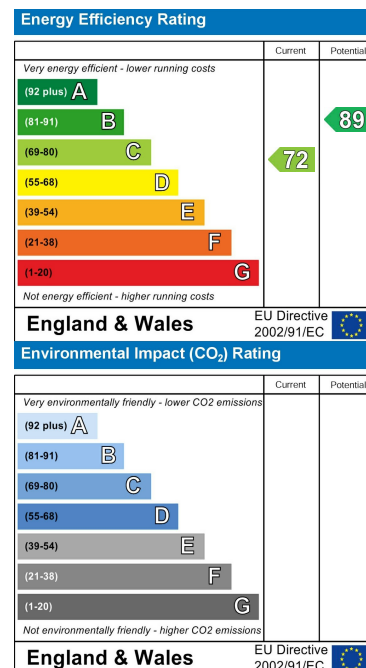 Energy Efficiency Rating
Current Potential
Very energy efficient - lower running costs
(92 plus) A
(81-91) B
89
(69-80) C
72
(55-68) D
(39-54) E
(21-38) F
(1-20) G
Not energy efficient - higher running costs
England & Wales
EU Directive
2002/91/EC
Environmental Impact (CO₂) Rating
Current Potential
Very environmentally friendly - lower CO2 emissions
(92 plus) A
(81-91) B
(69-80) C
(55-68) D
(39-54) E
(21-38) F
(1-20) G
Not environmentally friendly - higher CO2 emissions
England & Wales
EU Directive
2002/91/EC